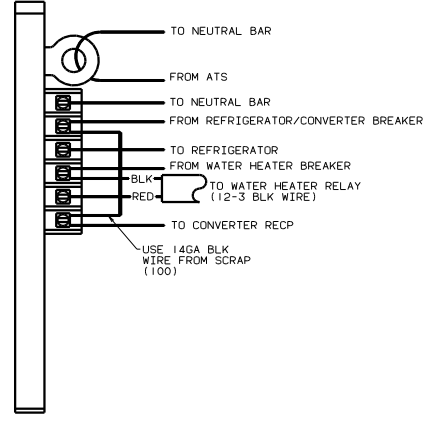 TO NEUTRAL BAR
FROM ATS
TO NEUTRAL BAR
FROM REFRIGERATOR/CONVERTER BREAKER
TO REFRIGERATOR
FROM WATER HEATER BREAKER
BLK
TO WATER HEATER RELAY
RED
(12-3 BLK WIRE)
TO CONVERTER RECP
USE 14GA BLK
WIRE FROM SCRAP
(100)